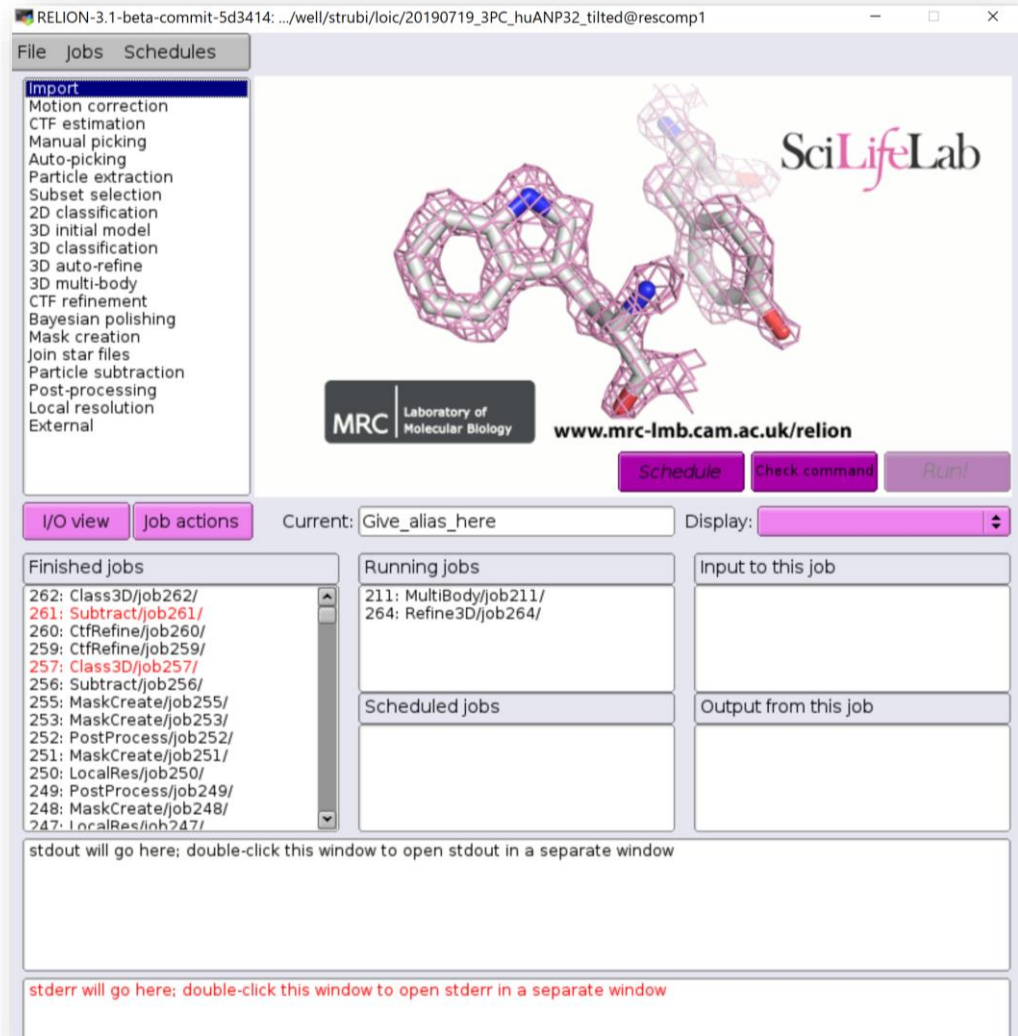 RELION-3.1-beta-commit-5d3414: .../well/strubi/loic/20190719_3PC_huANP32_tilted@rescomp1
File Jobs Schedules
Import
Motion correction
CTF estimation
Manual picking
Auto-picking
Particle extraction
Subset selection
2D classification
3D initial model
3D classification
3D auto-refine
3D multi-body
CTF refinement
Bayesian polishing
Mask creation
Join star files
Particle subtraction
Post-processing
Local resolution
External
SciLifeLab
MRC
Laboratory of
Molecular Biology
www.mrc-lmb.cam.ac.uk/relion
Schedule Check command Run!
I/O view Job actions Current: Give_alias_here Display:
Finished jobs
262: Class3D/job262/
261: Subtract/job261/
260: CtfRefine/job260/
259: CtfRefine/job259/
257: Class3D/job257/
256: Subtract/job256/
255: MaskCreate/job255/
253: MaskCreate/job253/
252: PostProcess/job252/
251: MaskCreate/job251/
250: LocalRes/job250/
249: PostProcess/job249/
248: MaskCreate/job248/
247: LocalRes/job247/
Running jobs
211: MultiBody/job211/
264: Refine3D/job264/
Scheduled jobs
Input to this job
Output from this job
stdout will go here; double-click this window to open stdout in a separate window
stderr will go here; double-click this window to open stderr in a separate window